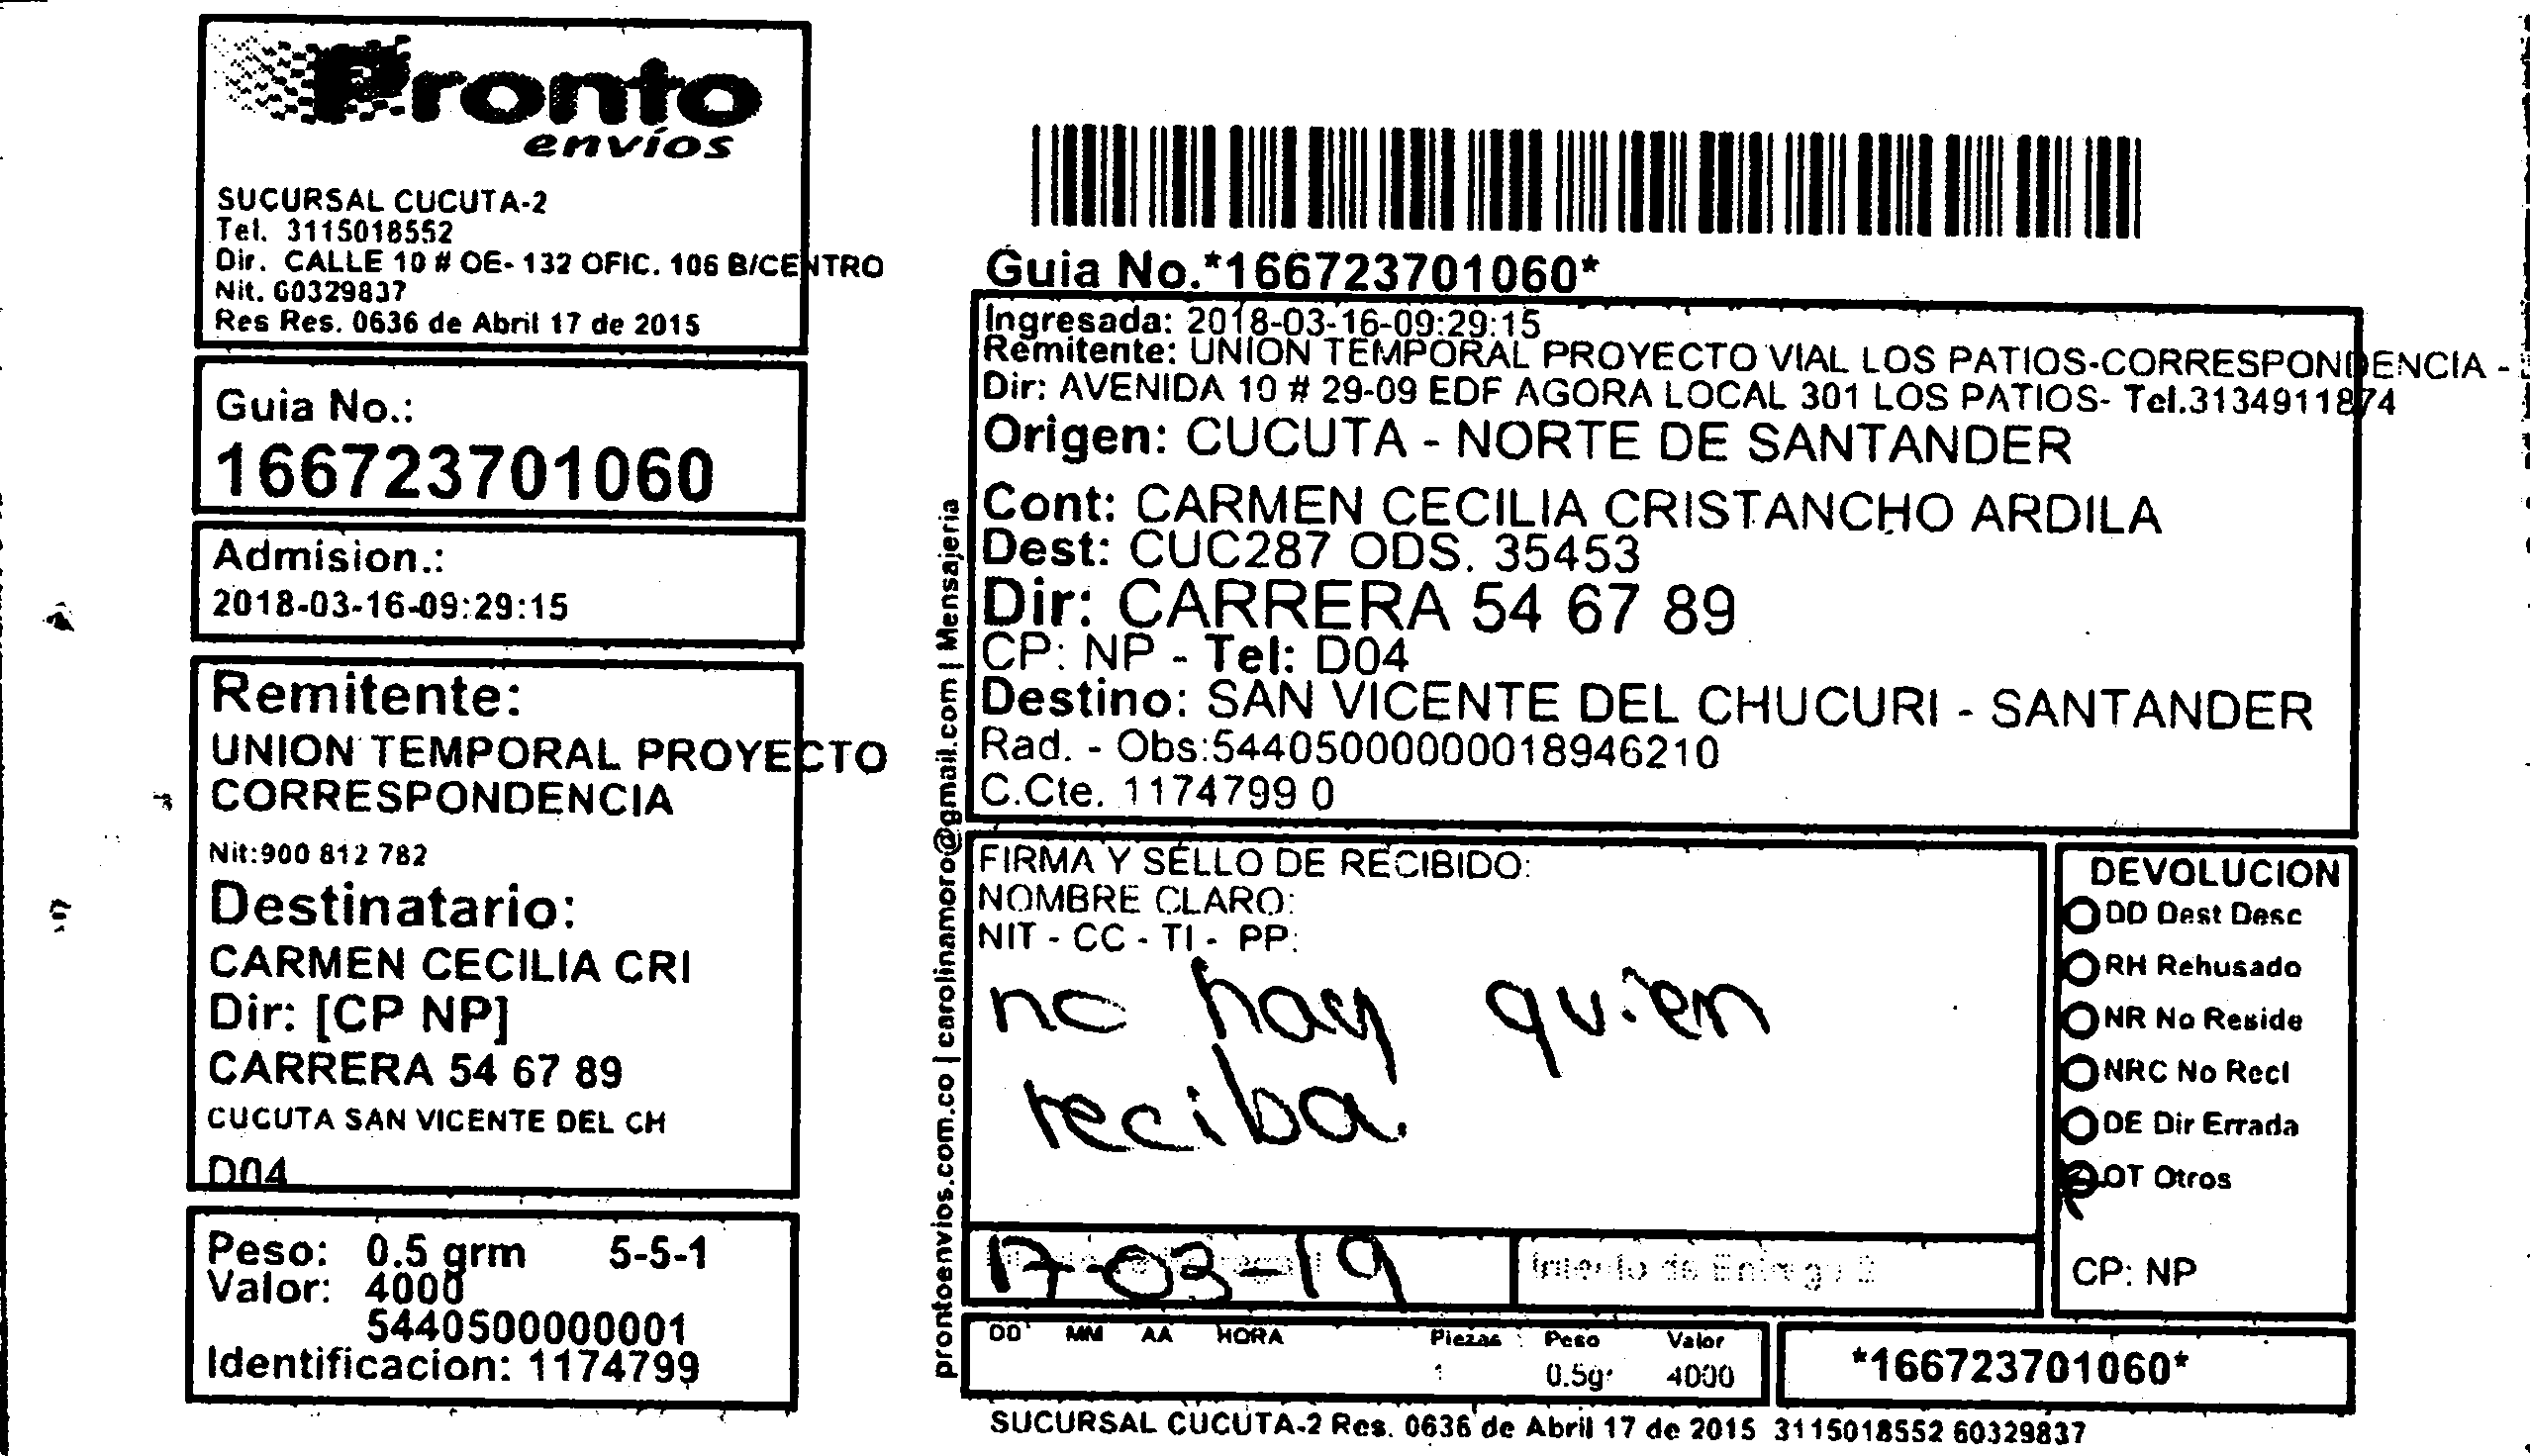 Pronto
envíos
SUCURSAL CUCUTA-2
Tel. 3115018552
Dir. CALLE 10 # OE- 132 OFIC. 106 B/CENTRO
Nit. 60329837
Res Res. 0636 de Abril 17 de 2015
Guia No.:
166723701060
Admision.:
2018-03-16-09:29:15
Remitente:
UNION TEMPORAL PROYECTO
CORRESPONDENCIA
Nit:900 812 782
Destinatario:
CARMEN CECILIA CRI
Dir: [CP NP]
CARRERA 54 67 89
CUCUTA SAN VICENTE DEL CH
D04
Peso: 0.5 grm 5-5-1
Valor: 4000
5440500000001
Identificacion: 1174799
prontoenvios.com.co | carolinamoro@gmail.com | Mensajeria
Guia No.*166723701060*
Ingresada: 2018-03-16-09:29:15
Remitente: UNION TEMPORAL PROYECTO VIAL LOS PATIOS-CORRESPONDENCIA -
Dir: AVENIDA 10 # 29-09 EDF AGORA LOCAL 301 LOS PATIOS- Tel.3134911874
Origen: CUCUTA - NORTE DE SANTANDER
Cont: CARMEN CECILIA CRISTANCHO ARDILA
Dest: CUC287 ODS. 35453
Dir: CARRERA 54 67 89
CP: NP - Tel: D04
Destino: SAN VICENTE DEL CHUCURI - SANTANDER
Rad. - Obs:544050000000018946210
C.Cte. 1174799 0
FIRMA Y SELLO DE RECIBIDO:
NOMBRE CLARO:
NIT - CC - TI - PP:
no hay quien
reciba.
17-03-19
Intento de Entrega 2
DEVOLUCION
DD Dest Desc
RH Rehusado
NR No Reside
NRC No Recl
DE Dir Errada
OT Otros
CP: NP
DD MM AA HORA Piezas Peso Valor
1 0.5gr 4000
*166723701060*
SUCURSAL CUCUTA-2 Res. 0636 de Abril 17 de 2015 3115018552 60329837